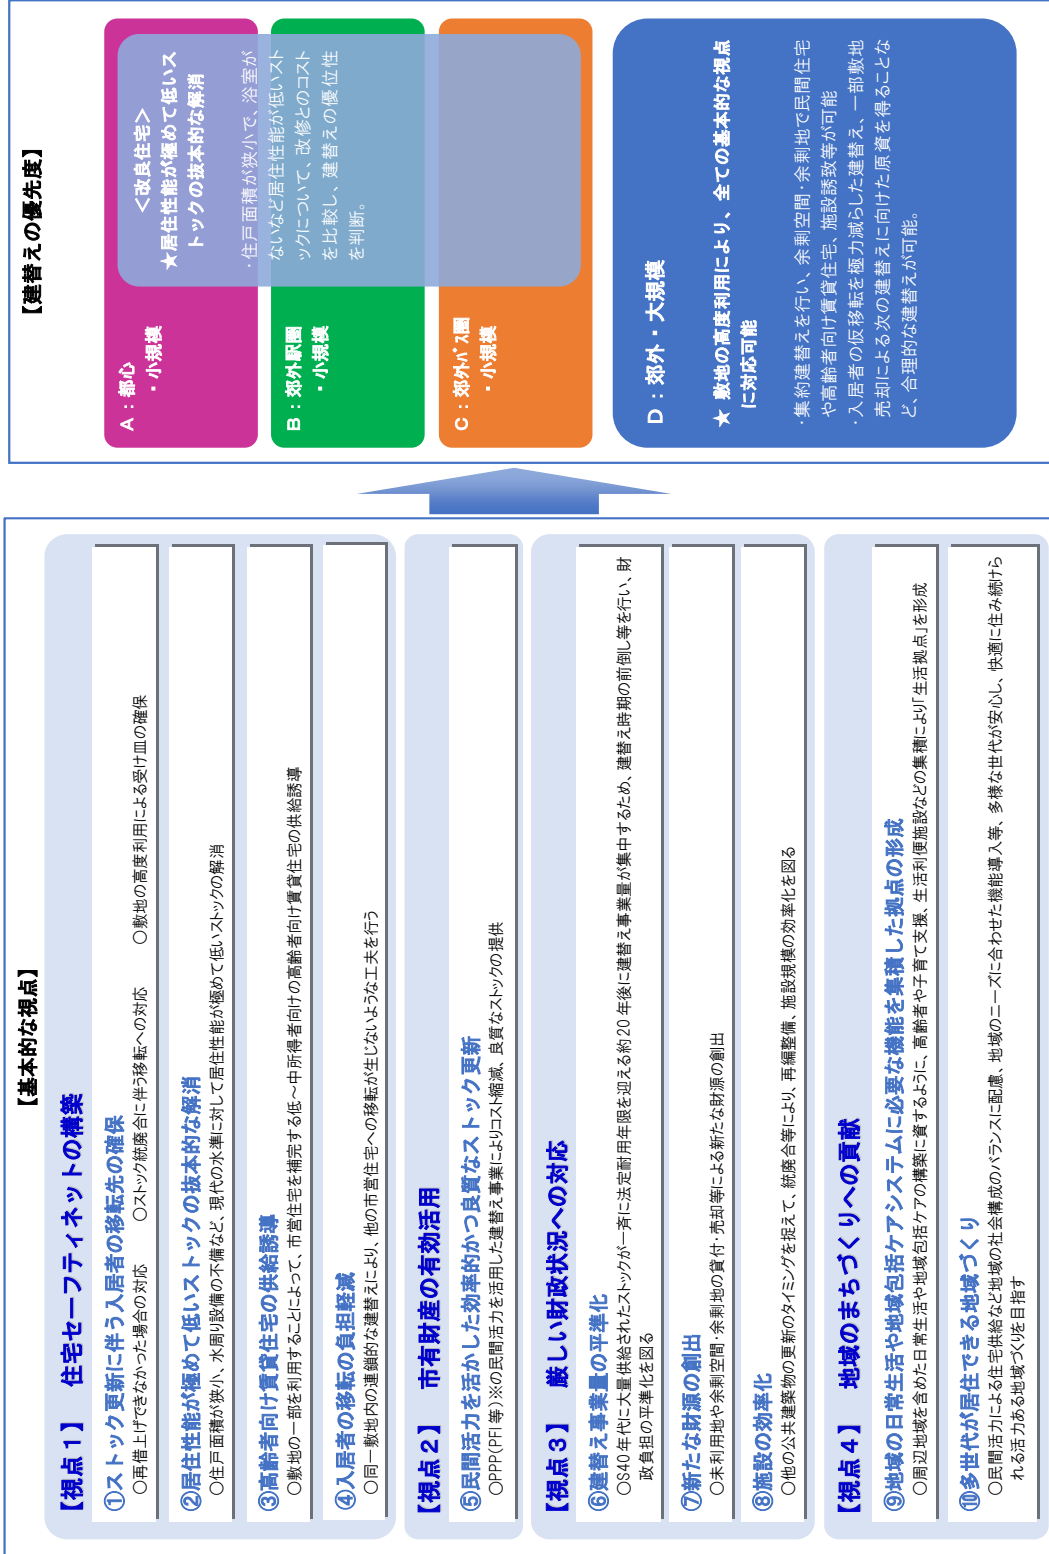 【基本的な視点】
【視点１】　住宅セーフティネットの構築
①ストック更新に伴う入居者の移転先の確保
○再借上げできなかった場合の対応　　○ストック統廃合に伴う移転への対応　　○敷地の高度利用による受け皿の確保
②居住性能が極めて低いストックの抜本的な解消
○住戸面積が狭小、水周り設備の不備など、現代の水準に対して居住性能が極めて低いストックの解消
③高齢者向け賃貸住宅の供給誘導
○敷地の一部を利用することによって、市営住宅を補完する低～中所得者向けの高齢者向け賃貸住宅の供給誘導
④入居者の移転の負担軽減
○同一敷地内の連鎖的な建替えにより、他の市営住宅への移転が生じないような工夫を行う
【視点２】　市有財産の有効活用
⑤民間活力を活かした効率的かつ良質なストック更新
○PPP(PFI 等)※の民間活力を活用した建替え事業によりコスト縮減、良質なストックの提供
【視点３】　厳しい財政状況への対応
⑥建替え事業量の平準化
○S40 年代に大量供給されたストックが一斉に法定耐用年限を迎える約 20 年後に建替え事業量が集中するため、建替え時期の前倒し等を行い、財
政負担の平準化を図る
⑦新たな財源の創出
○未利用地や余剰空間・余剰地の貸付・売却等による新たな財源の創出
⑧施設の効率化
○他の公共建築物の更新のタイミングを捉えて、統廃合等により、再編整備、施設規模の効率化を図る
【視点４】　地域のまちづくりへの貢献
⑨地域の日常生活や地域包括ケアシステムに必要な機能を集積した拠点の形成
○周辺地域を含めた日常生活や地域包括ケアの構築に資するように、高齢者や子育て支援、生活利便施設などの集積により「生活拠点」を形成
⑩多世代が居住できる地域づくり
○民間活力による住宅供給など地域の社会構成のバランスに配慮、地域のニーズに合わせた機能導入等、多様な世代が安心し、快適に住み続けら
れる活力ある地域づくりを目指す
【建替えの優先度】
A：都心
・小規模
B：郊外駅圏
・小規模
C：郊外ﾊﾞｽ圏
・小規模
＜改良住宅＞
★居住性能が極めて低いス
トックの抜本的な解消
・住戸面積が狭小で、浴室が
ないなど居住性能が低いスト
ックについて、改修とのコスト
を比較し、建替えの優位性
を判断。
D：郊外・大規模
★ 敷地の高度利用により、全ての基本的な視点
に対応可能
・集約建替えを行い、余剰空間・余剰地で民間住宅
や高齢者向け賃貸住宅、施設誘致等が可能
・入居者の仮移転を極力減らした建替え、一部敷地
売却による次の建替えに向けた原資を得ることな
ど、合理的な建替えが可能。